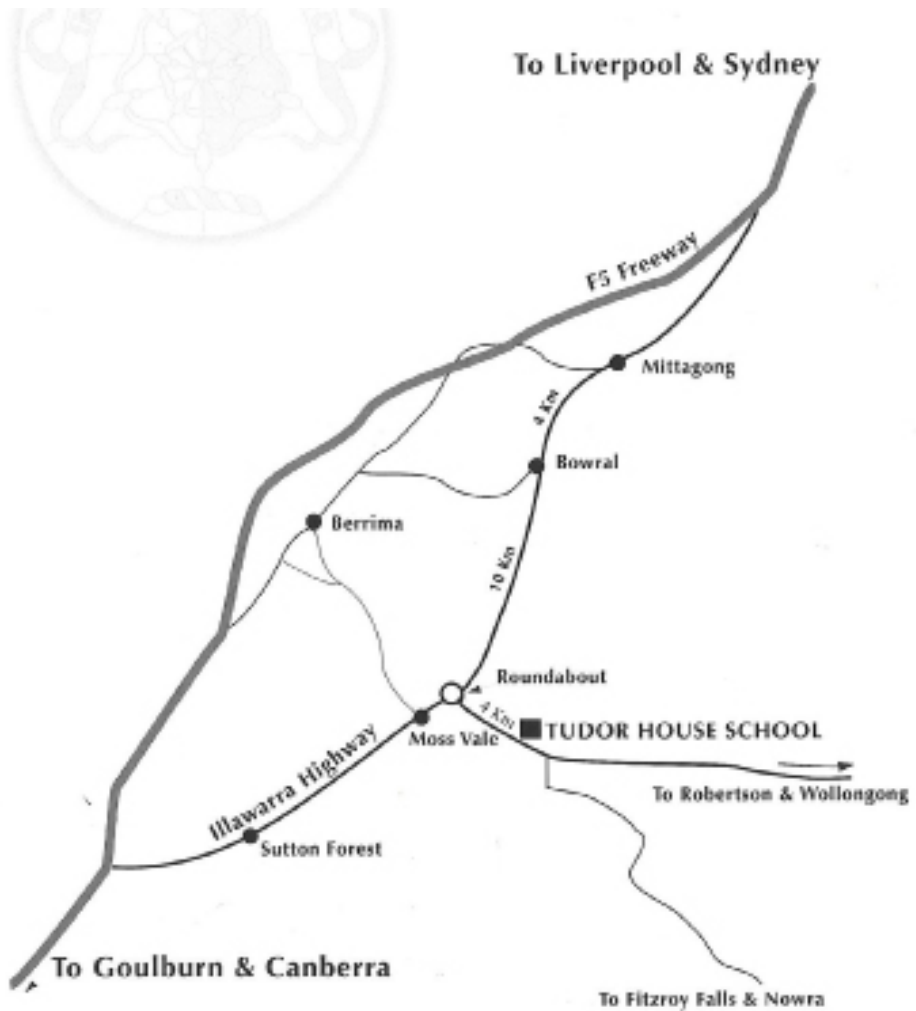 To Liverpool & Sydney
F5 Freeway
Mittagong
4 Km
Bowral
Berrima
10 Km
Roundabout
4 Km
TUDOR HOUSE SCHOOL
Moss Vale
Illawarra Highway
To Robertson & Wollongong
Sutton Forest
To Goulburn & Canberra
To Fitzroy Falls & Nowra